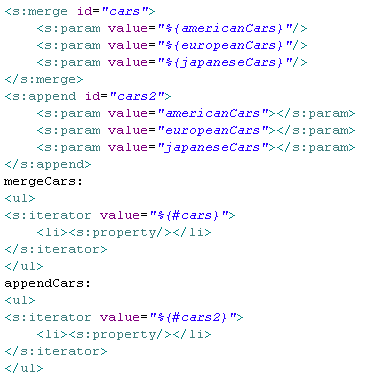 <s:merge id="cars">
    <s:param value="%{americanCars}"/>
    <s:param value="%{europeanCars}"/>
    <s:param value="%{japaneseCars}"/>
</s:merge>
<s:append id="cars2">
    <s:param value="americanCars"></s:param>
    <s:param value="europeanCars"></s:param>
    <s:param value="japaneseCars"></s:param>
</s:append>
mergeCars:
<ul>
<s:iterator value="%{#cars}">
    <li><s:property/></li>
</s:iterator>
</ul>
appendCars:
<ul>
<s:iterator value="%{#cars2}">
    <li><s:property/></li>
</s:iterator>
</ul>